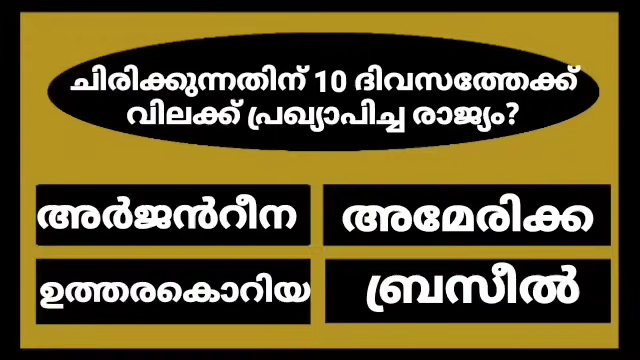 ചിരിക്കുന്നതിന് 10 ദിവസത്തേക്ക്
വിലക്ക് പ്രഖ്യാപിച്ച രാജ്യം?
അർജൻറീന
അമേരിക്ക
ഉത്തരകൊറിയ
ബ്രസീൽ